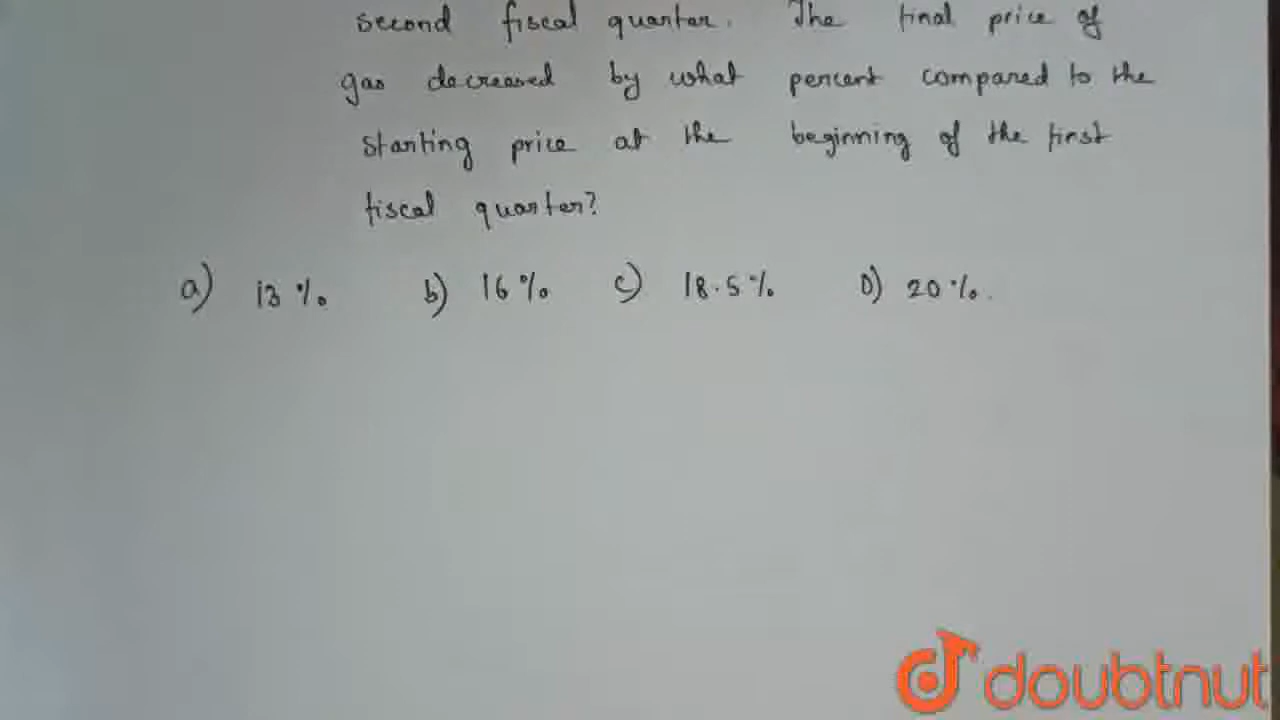 second fiscal quarter. The final price of
gas decreased by what percent compared to the
starting price at the beginning of the first
fiscal quarter?
a) 13% b) 16% c) 18.5% D) 20%.
doubtnut